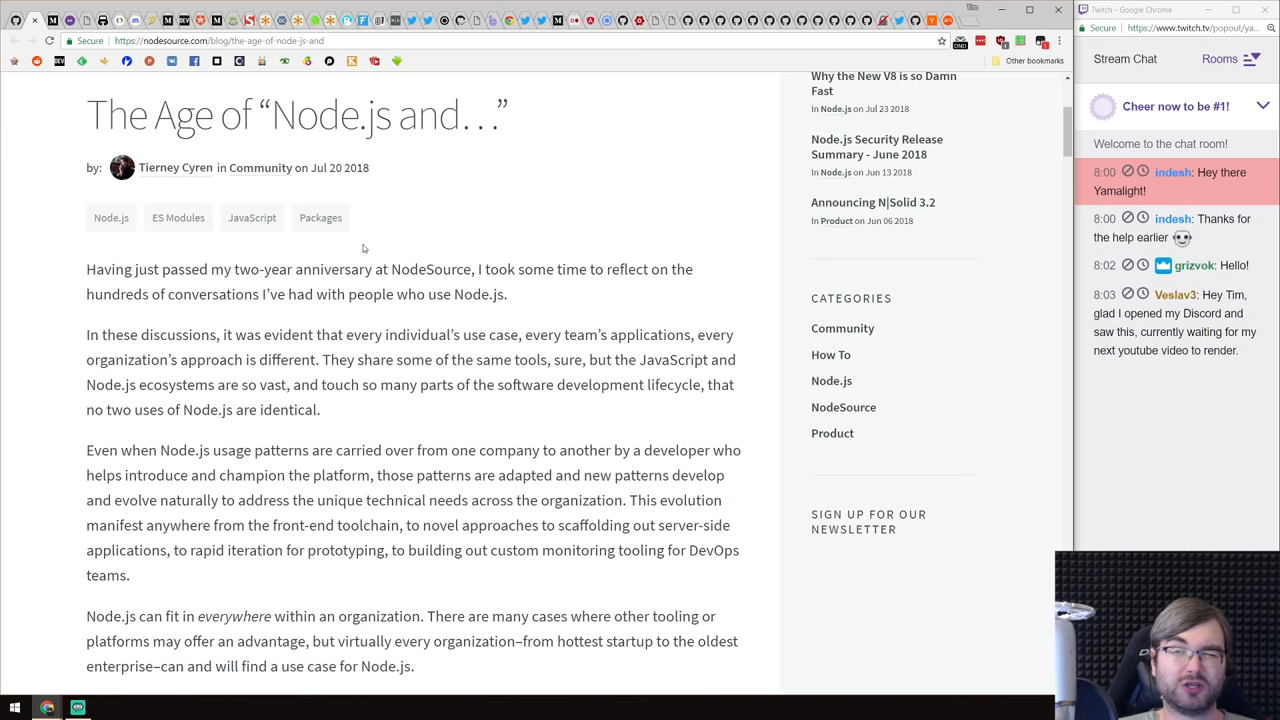 Tim
Secure
https://nodesource.com/blog/the-age-of-node-js-and
DEV
DND
Other bookmarks
The Age of “Node.js and…”
by: Tierney Cyren in Community on Jul 20 2018
Node.js ES Modules JavaScript Packages
Having just passed my two-year anniversary at NodeSource, I took some time to reflect on the
hundreds of conversations I’ve had with people who use Node.js.
In these discussions, it was evident that every individual’s use case, every team’s applications, every
organization’s approach is different. They share some of the same tools, sure, but the JavaScript and
Node.js ecosystems are so vast, and touch so many parts of the software development lifecycle, that
no two uses of Node.js are identical.
Even when Node.js usage patterns are carried over from one company to another by a developer who
helps introduce and champion the platform, those patterns are adapted and new patterns develop
and evolve naturally to address the unique technical needs across the organization. This evolution
manifest anywhere from the front-end toolchain, to novel approaches to scaffolding out server-side
applications, to rapid iteration for prototyping, to building out custom monitoring tooling for DevOps
teams.
Node.js can fit in everywhere within an organization. There are many cases where other tooling or
platforms may offer an advantage, but virtually every organization–from hottest startup to the oldest
enterprise–can and will find a use case for Node.js.
Why the New V8 is so Damn
Fast
In Node.js on Jul 23 2018
Node.js Security Release
Summary - June 2018
In Node.js on Jun 13 2018
Announcing N|Solid 3.2
In Product on Jun 06 2018
CATEGORIES
Community
How To
Node.js
NodeSource
Product
SIGN UP FOR OUR
NEWSLETTER
Twitch - Google Chrome
Secure
https://www.twitch.tv/popout/ya...
Stream Chat
Rooms
Cheer now to be #1!
Welcome to the chat room!
8:00 indesh: Hey there
Yamalight!
8:00 indesh: Thanks for
the help earlier
8:02 grizvok: Hello!
8:03 Veslav3: Hey Tim,
glad I opened my Discord and
saw this, currently waiting for my
next youtube video to render.